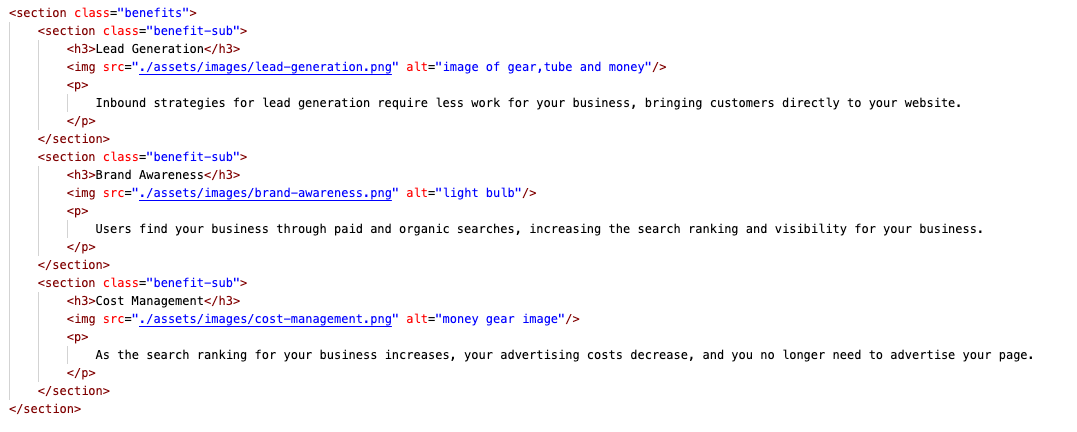 <section class="benefits">
<section class="benefit-sub">
<h3>Lead Generation</h3>
<img src="./assets/images/lead-generation.png" alt="image of gear,tube and money"/>
<p>
Inbound strategies for lead generation require less work for your business, bringing customers directly to your website.
</p>
</section>
<section class="benefit-sub">
<h3>Brand Awareness</h3>
<img src="./assets/images/brand-awareness.png" alt="light bulb"/>
<p>
Users find your business through paid and organic searches, increasing the search ranking and visibility for your business.
</p>
</section>
<section class="benefit-sub">
<h3>Cost Management</h3>
<img src="./assets/images/cost-management.png" alt="money gear image"/>
<p>
As the search ranking for your business increases, your advertising costs decrease, and you no longer need to advertise your page.
</p>
</section>
</section>